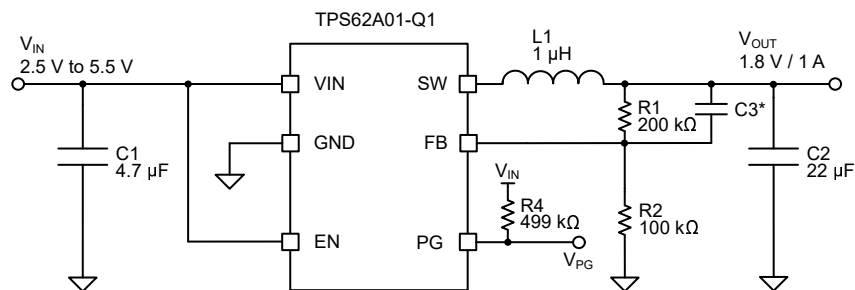 TPS62A01-Q1
V_IN
2.5 V to 5.5 V
L1
1 µH
V_OUT
1.8 V / 1 A
VIN
SW
R1
200 kΩ
C3*
GND
FB
C1
4.7 µF
V_IN
C2
22 µF
R4
499 kΩ
R2
100 kΩ
EN
PG
V_PG